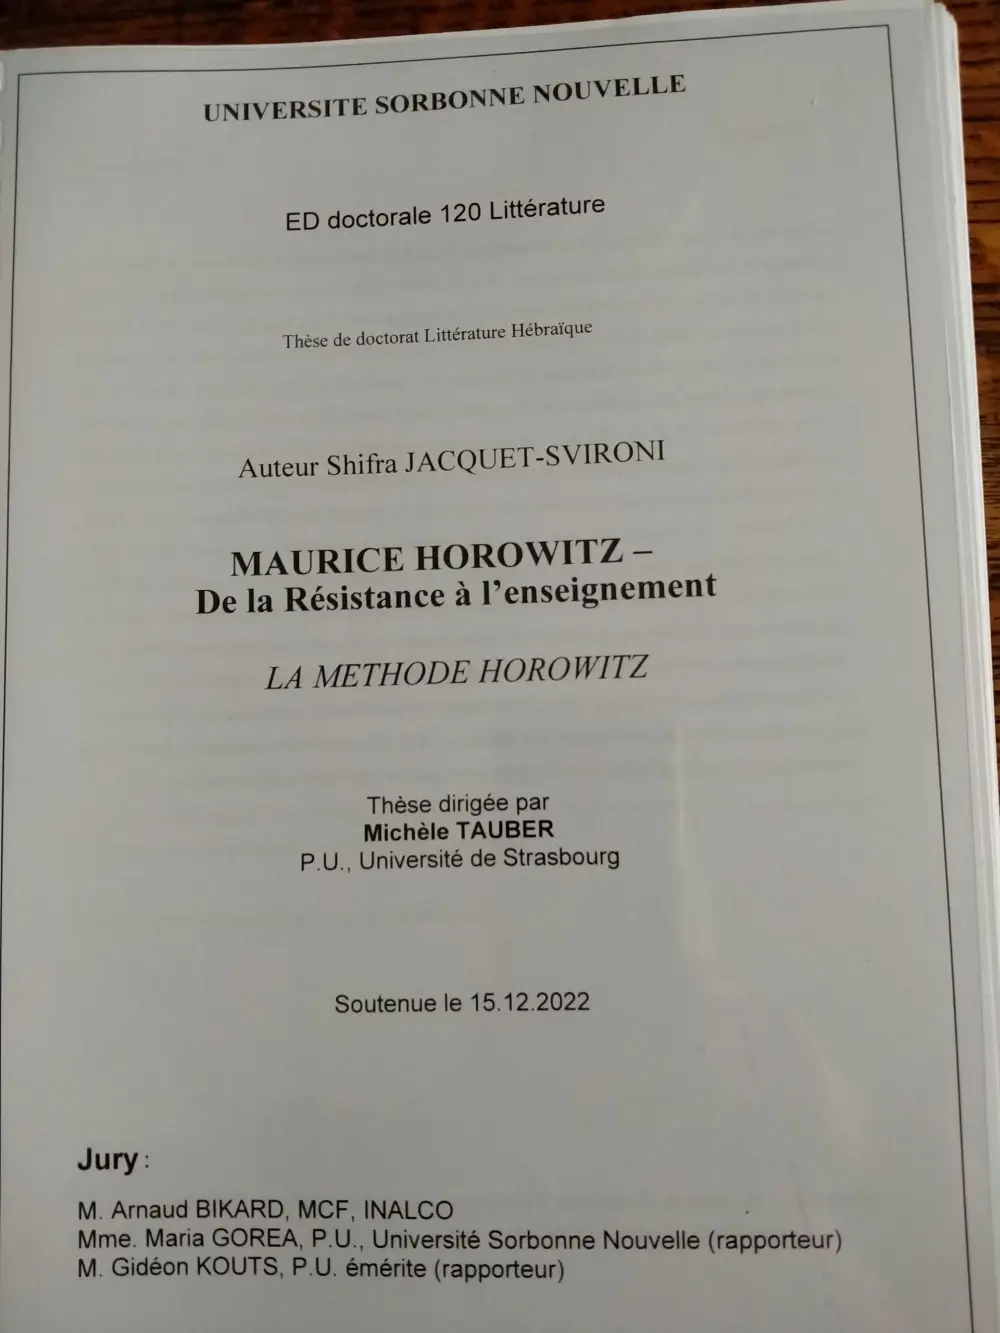 UNIVERSITE SORBONNE NOUVELLE
ED doctorale 120 Littérature
Thèse de doctorat Littérature Hébraïque
Auteur Shifra JACQUET-SVIRONI
MAURICE HOROWITZ –
De la Résistance à l’enseignement
LA METHODE HOROWITZ
Thèse dirigée par
Michèle TAUBER
P.U., Université de Strasbourg
Soutenue le 15.12.2022
Jury :
M. Arnaud BIKARD, MCF, INALCO
Mme. Maria GOREA, P.U., Université Sorbonne Nouvelle (rapporteur)
M. Gidéon KOUTS, P.U. émérite (rapporteur)